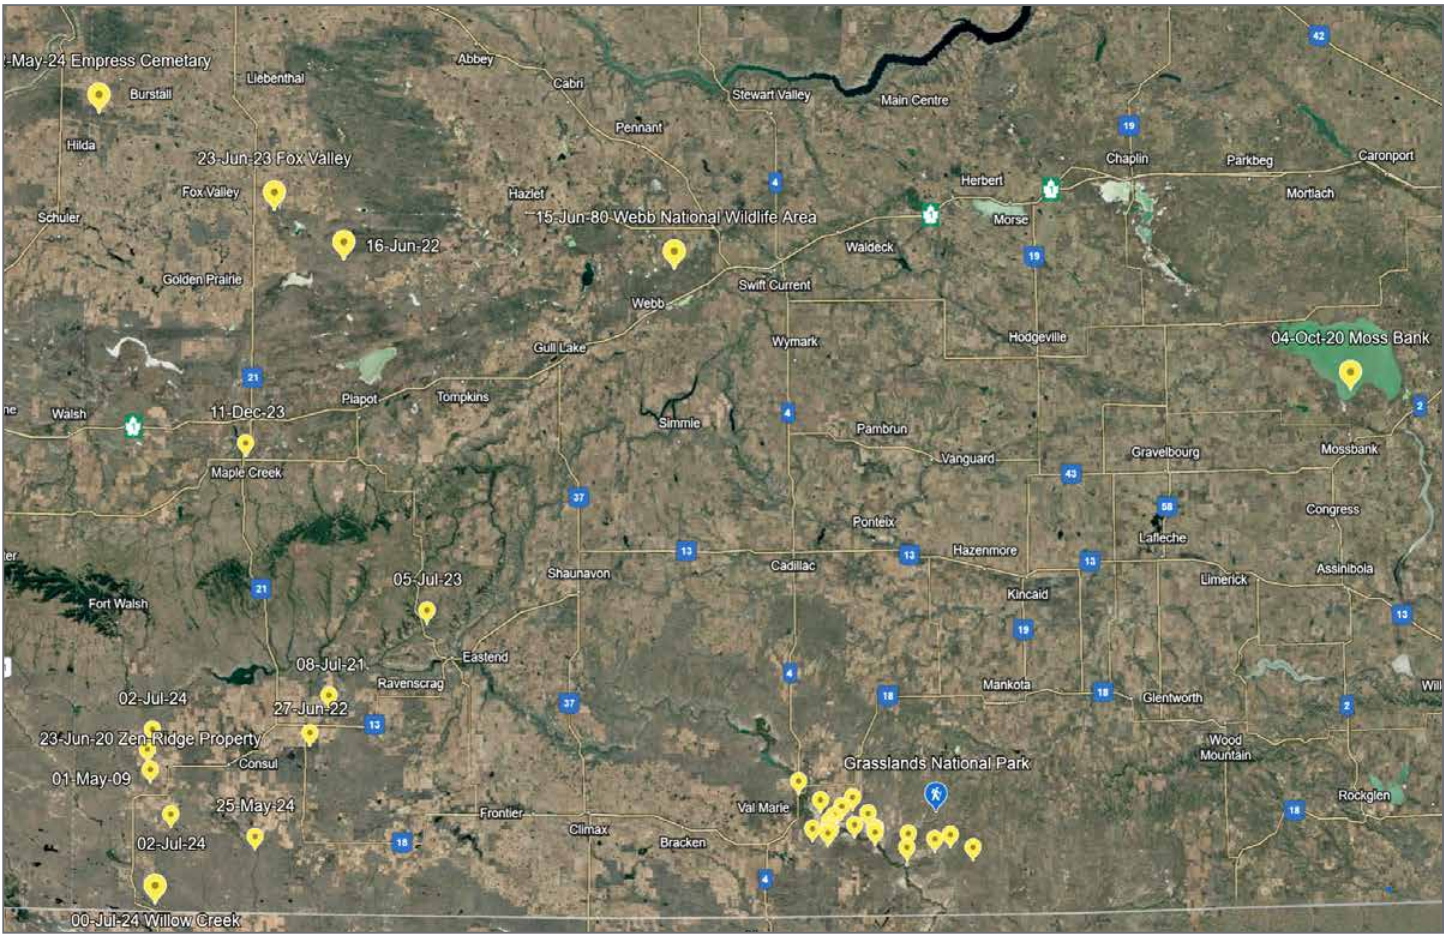 42
Abbey
2-May-24 Empress Cemetary
Liebenthal
Cabri
Burstall
Stewart Valley
Main Centre
19
Pennant
Hilda
23-Jun-23 Fox Valley
Chaplin
Parkbeg
Caronport
Fox Valley
4
Herbert
1
Hazlet
Mortlach
Schuler
15-Jun-80 Webb National Wildlife Area
1
Morse
16-Jun-22
Waldeck
19
Golden Prairie
Swift Current
Webb
Hodgeville
04-Oct-20 Moss Bank
Wymark
Gull Lake
21
Piapot
Tompkins
2
Walsh
11-Dec-23
4
1
Simmie
Pambrun
Mossbank
Vanguard
Gravelbourg
Maple Creek
43
37
58
Congress
Ponteix
Lafleche
13
Cadillac
13
Hazenmore
13
Shaunavon
05-Jul-23
Limerick
Assiniboia
21
Fort Walsh
Kincaid
13
19
Eastend
08-Jul-21
4
Ravenscrag
Mankota
18
18
Glentworth
02-Jul-24
27-Jun-22
37
2
13
23-Jun-20 Zen-Ridge Property
Wood
Mountain
Consul
Grasslands National Park
01-May-09
Rockglen
25-May-24
Val Marie
18
Frontier
Climax
02-Jul-24
18
Bracken
4
00-Jul-24 Willow Creek